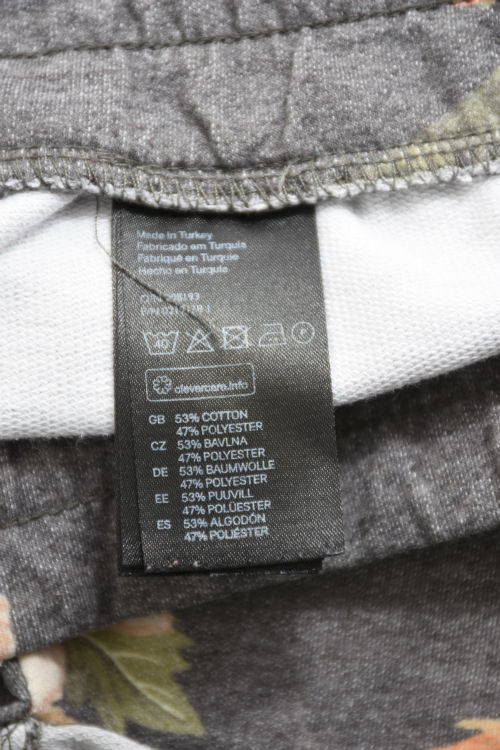 Made in Turkey
Fabricado em Turquia
Fabriqué en Turquie
Hecho en Turquía
40
P
clevercare.info
GB 53% COTTON
47% POLYESTER
CZ 53% BAVLNA
47% POLYESTER
DE 53% BAUMWOLLE
47% POLYESTER
EE 53% PUUVILL
47% POLÜESTER
ES 53% ALGODÓN
47% POLIÉSTER